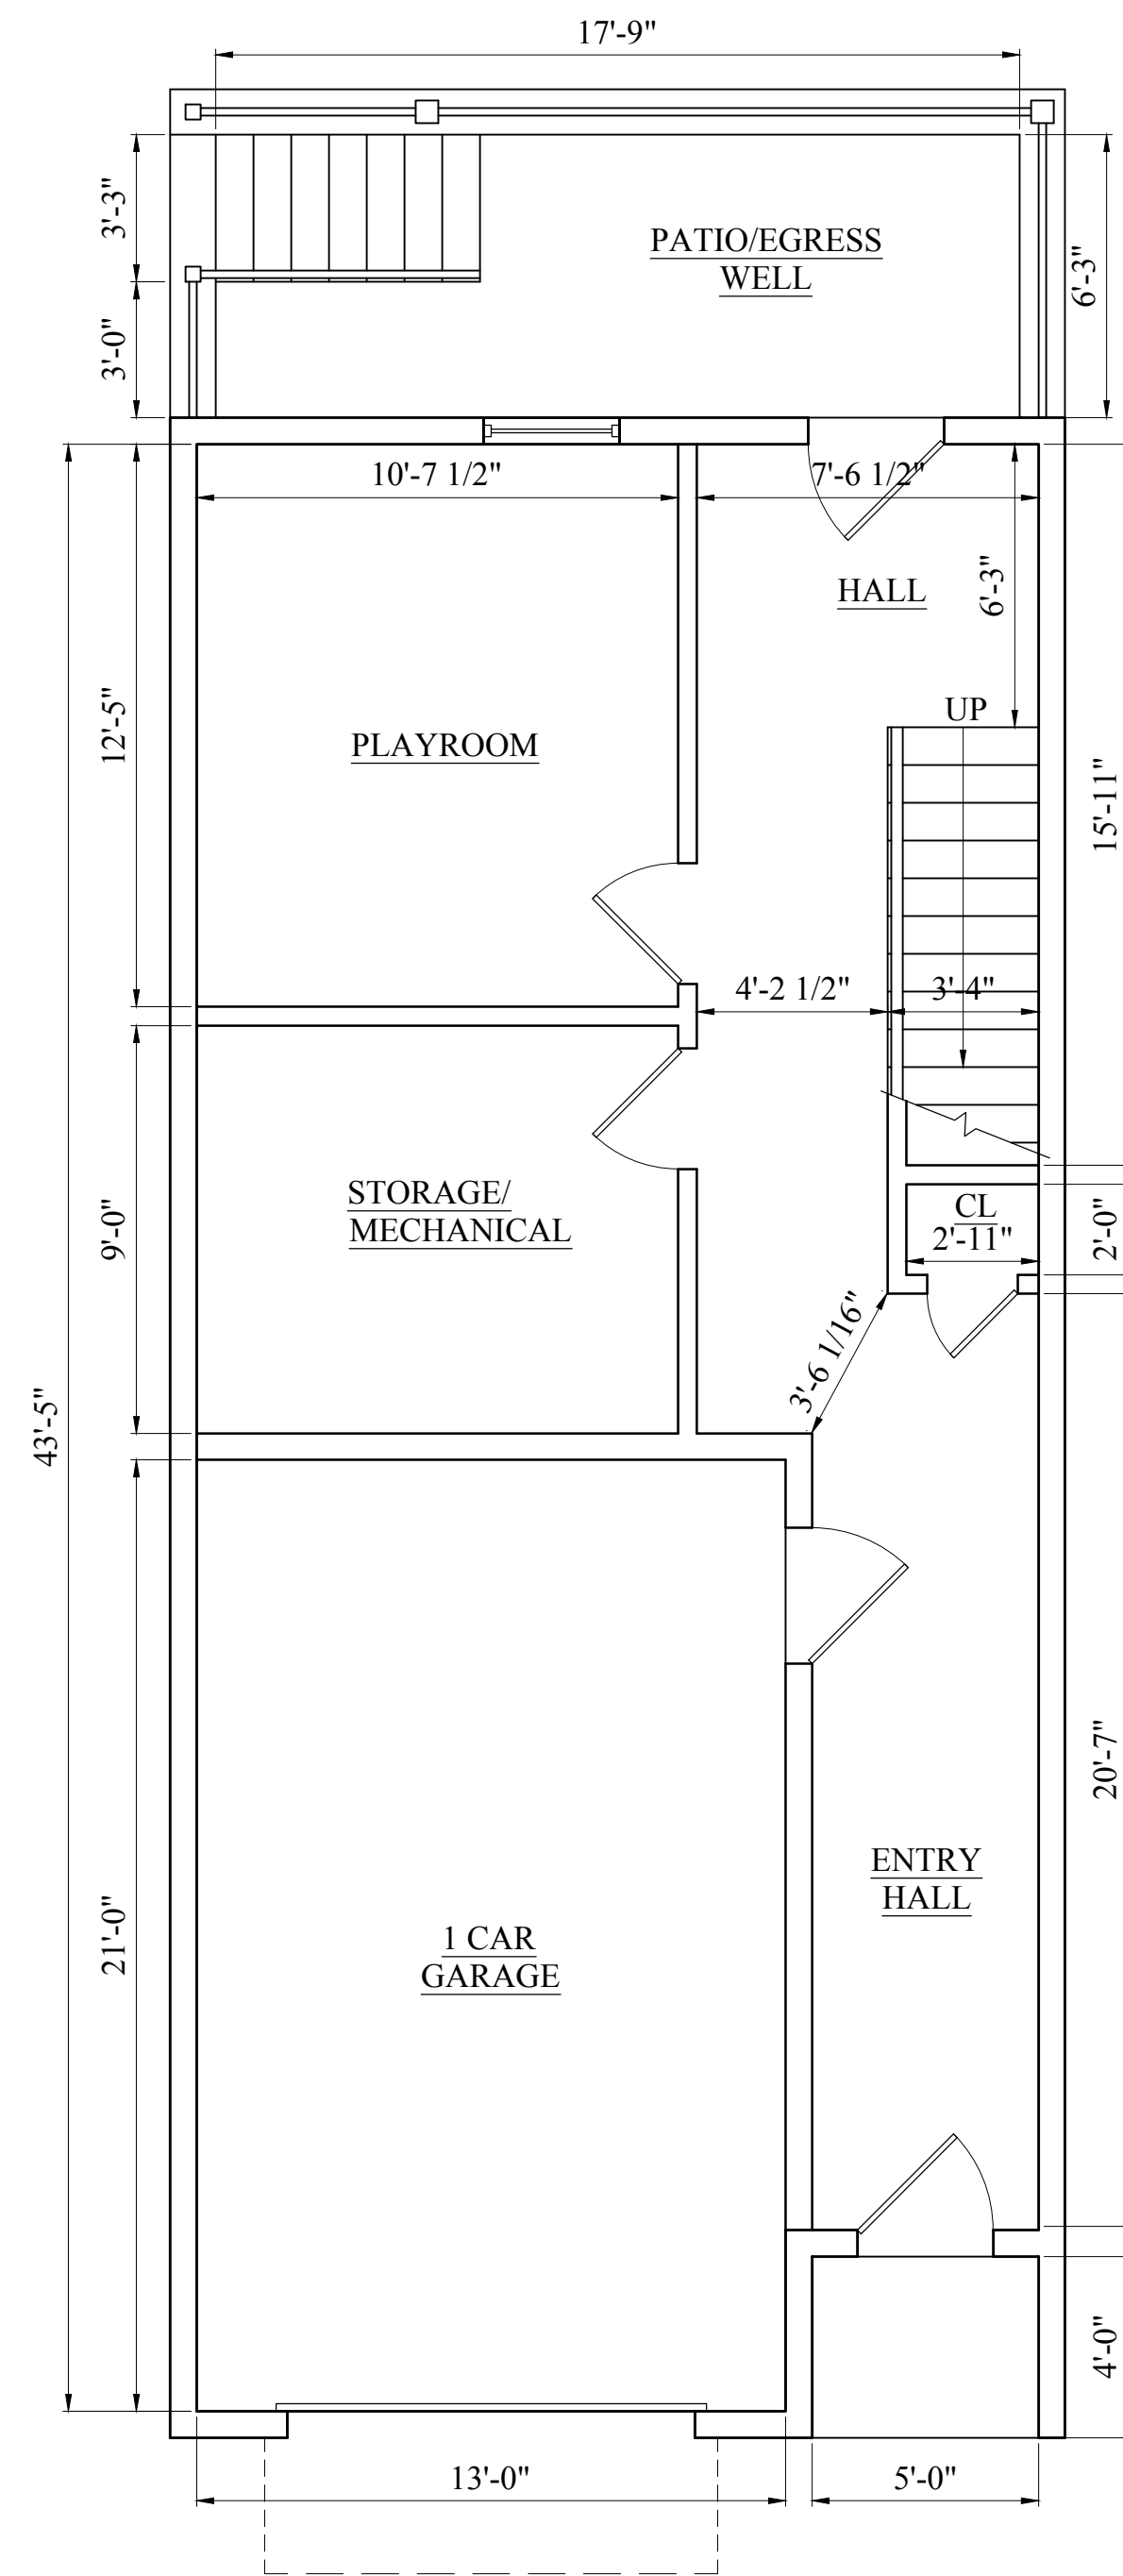 17'-9"
3'-3"
PATIO/EGRESS
WELL
6'-3"
3'-0"
10'-7 1/2"
7'-6 1/2"
HALL
6'-3"
UP
12'-5"
PLAYROOM
15'-11"
4'-2 1/2"
3'-4"
STORAGE/
MECHANICAL
9'-0"
CL
2'-11"
2'-0"
3'-6 1/16"
43'-5"
20'-7"
ENTRY
HALL
21'-0"
1 CAR
GARAGE
4'-0"
13'-0"
5'-0"